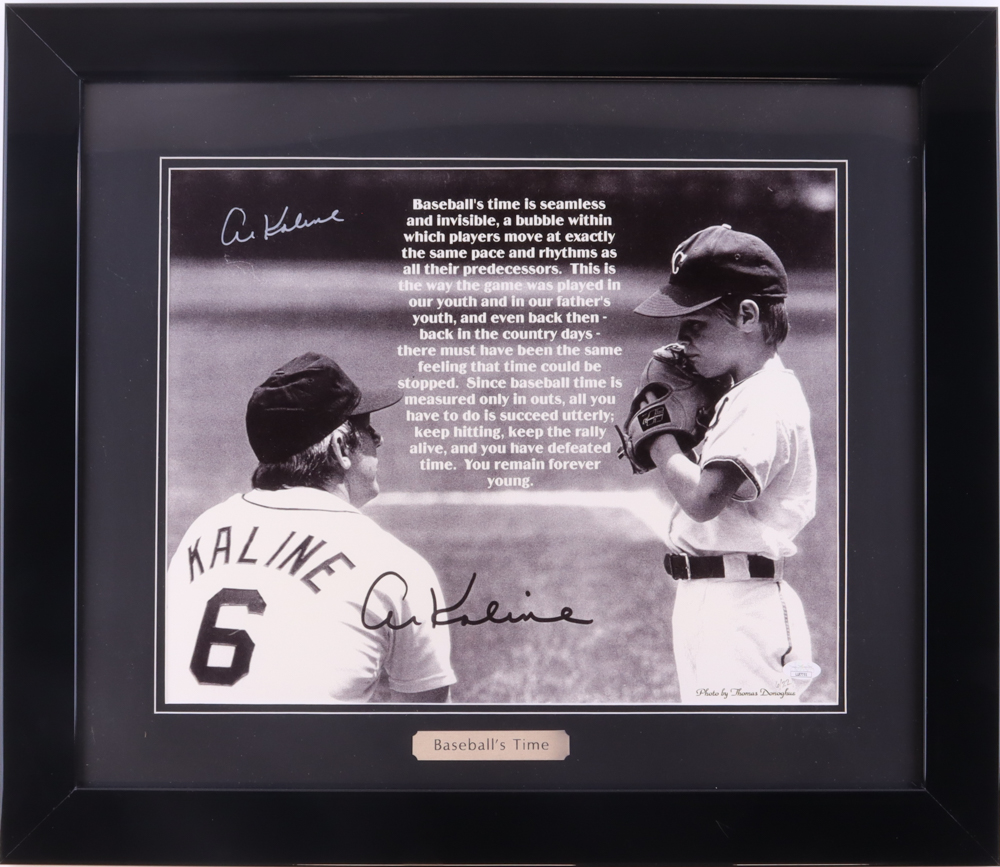 Al Kaline
Baseball's time is seamless
and invisible, a bubble within
which players move at exactly
the same pace and rhythms as
all their predecessors. This is
the way the game was played in
our youth and in our father's
youth, and even back then -
back in the country days -
there must have been the same
feeling that time could be
stopped. Since baseball time is
measured only in outs, all you
have to do is succeed utterly;
keep hitting, keep the rally
alive, and you have defeated
time. You remain forever
young.
C
KALINE
6
Al Kaline
Photo by Thomas Donoghue
Baseball's Time